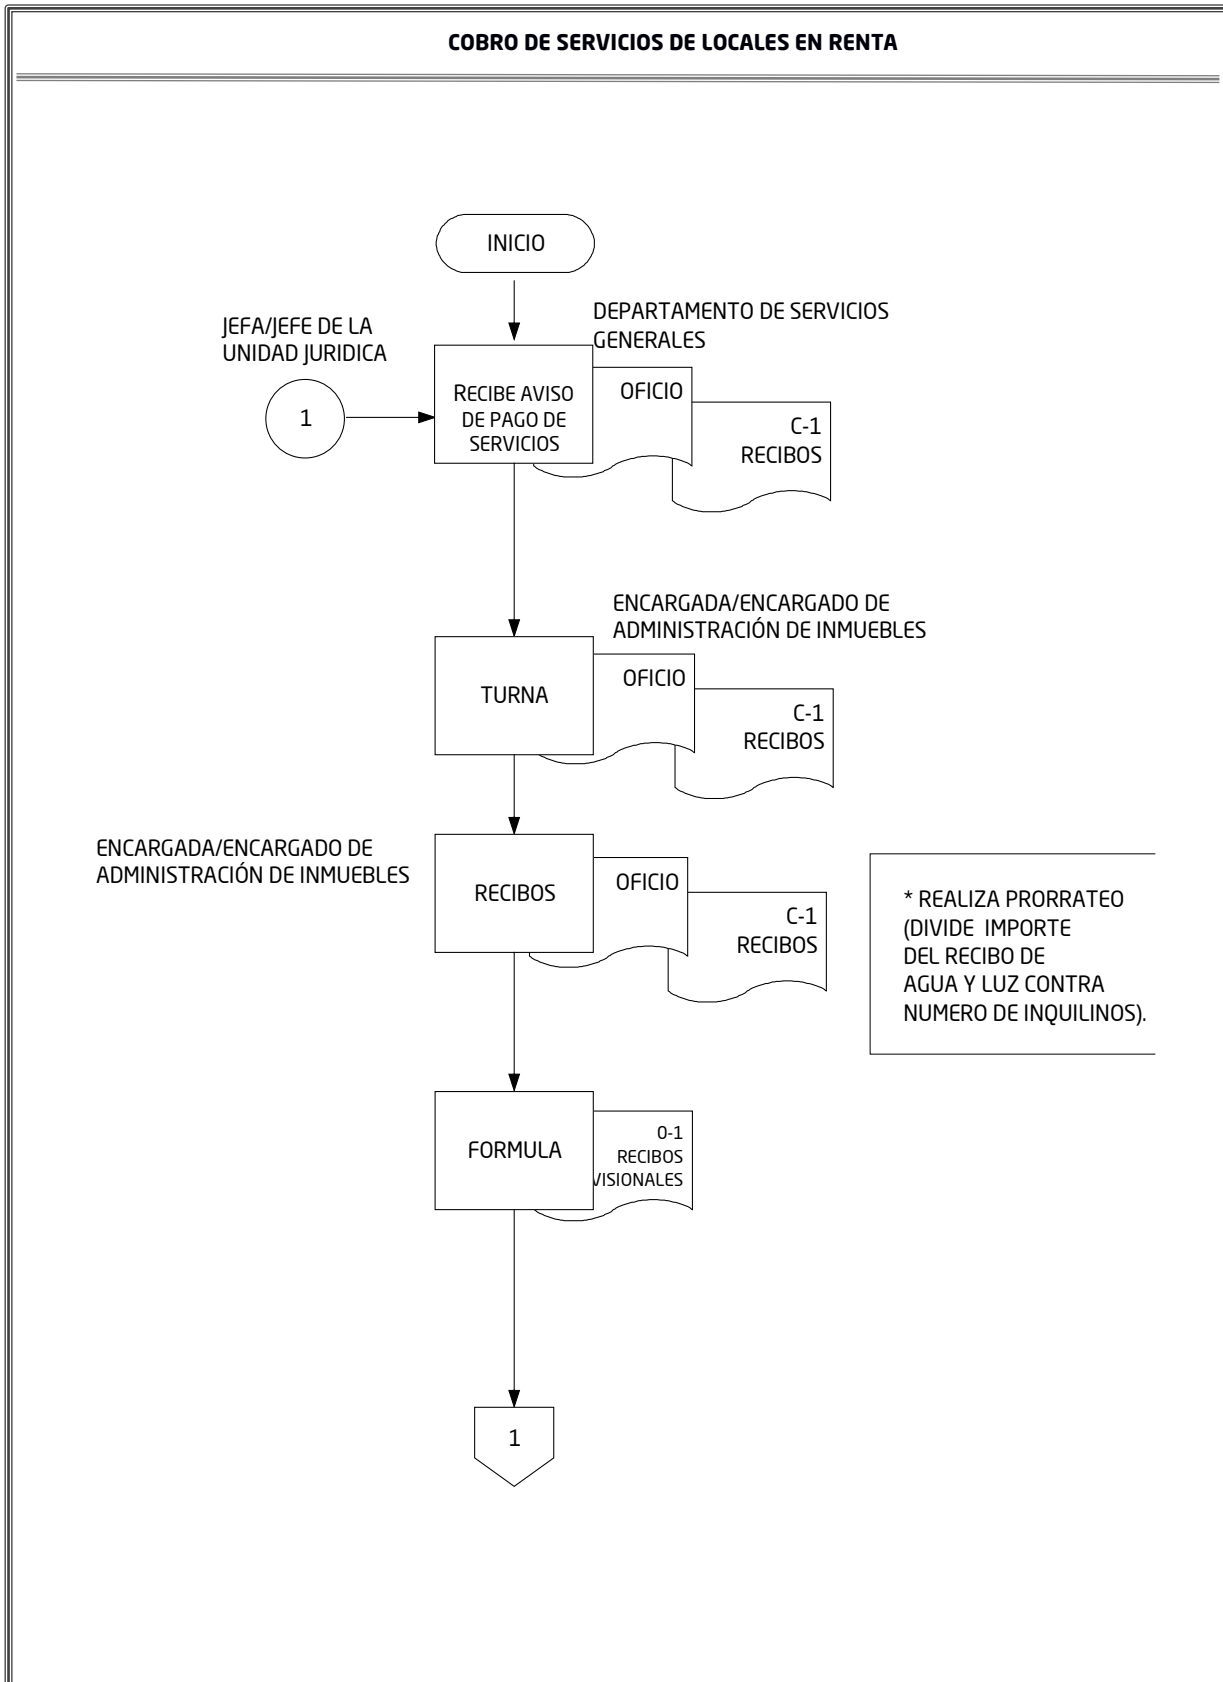 COBRO DE SERVICIOS DE LOCALES EN RENTA
INICIO
JEFA/JEFE DE LA
UNIDAD JURIDICA
1
DEPARTAMENTO DE SERVICIOS
GENERALES
RECIBE AVISO
DE PAGO DE
SERVICIOS
OFICIO
C-1
RECIBOS
ENCARGADA/ENCARGADO DE
ADMINISTRACIÓN DE INMUEBLES
TURNA
OFICIO
C-1
RECIBOS
ENCARGADA/ENCARGADO DE
ADMINISTRACIÓN DE INMUEBLES
RECIBOS
OFICIO
C-1
RECIBOS
* REALIZA PRORRATEO
(DIVIDE IMPORTE
DEL RECIBO DE
AGUA Y LUZ CONTRA
NUMERO DE INQUILINOS).
FORMULA
0-1
RECIBOS
VISIONALES
1